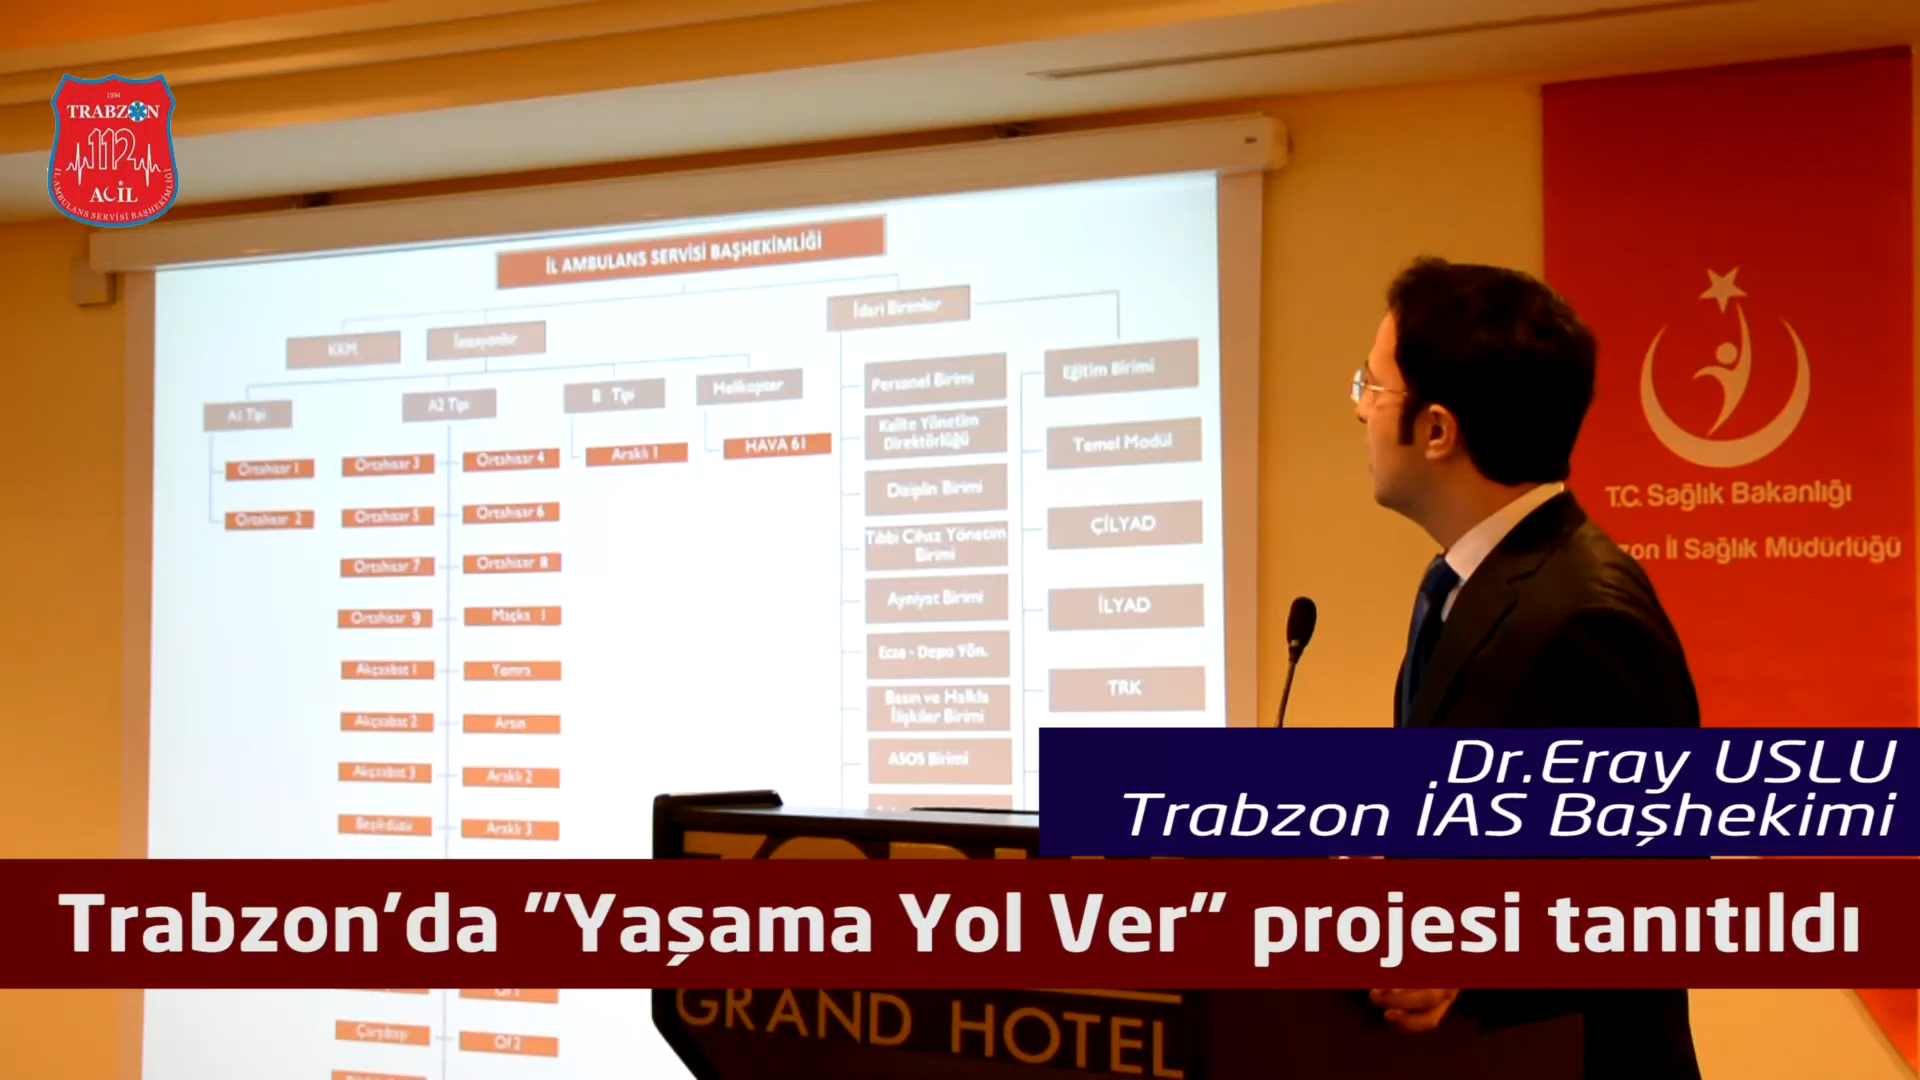 1994
TRABZON
112
ACİL
İL AMBULANS SERVİSİ BAŞHEKİMLİĞİ
İL AMBULANS SERVİSİ BAŞHEKİMLİĞİ
KKM
İstasyonlar
İdari Birimler
A1 Tipi
A2 Tipi
B Tipi
Helikopter
Ortahisar 1
Ortahisar 2
Ortahisar 3
Ortahisar 4
Ortahisar 5
Ortahisar 6
Ortahisar 7
Ortahisar 8
Ortahisar 9
Maçka 1
Akçaabat 1
Yomra
Akçaabat 2
Arsin
Akçaabat 3
Araklı 2
Beşikdüzü
Araklı 3
Of 1
Çarşıbaşı
Of 2
Araklı 1
HAVA 61
Personel Birimi
Kalite Yönetim
Direktörlüğü
Disiplin Birimi
Tıbbi Cihaz Yönetim
Birimi
Ayniyat Birimi
Ecza - Depo Yön.
Basın ve Halkla
İlişkiler Birimi
ASOS Birimi
Eğitim Birimi
Temel Modül
ÇİLYAD
İLYAD
TRK
T.C. Sağlık Bakanlığı
zon İl Sağlık Müdürlüğü
.Dr.Eray USLU
Trabzon İAS Başhekimi
Trabzon'da "Yaşama Yol Ver" projesi tanıtıldı
GRAND HOTEL